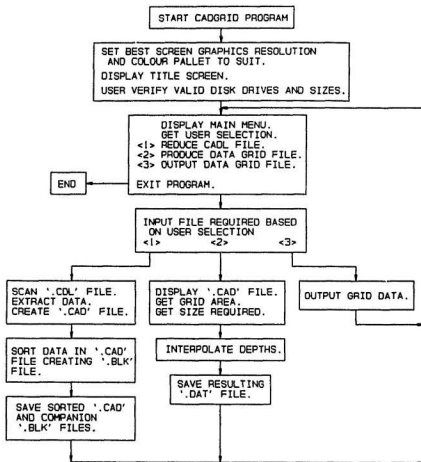 START CADGRID PROGRAM
SET BEST SCREEN GRAPHICS RESOLUTION
AND COLOUR PALLET TO SUIT.
DISPLAY TITLE SCREEN.
USER VERIFY VALID DISK DRIVES AND SIZES.
DISPLAY MAIN MENU.
GET USER SELECTION.
<1> REDUCE CADL FILE.
<2> PRODUCE DATA GRID FILE.
<3> OUTPUT DATA GRID FILE.
EXIT PROGRAM.
END
INPUT FILE REQUIRED BASED
ON USER SELECTION
<1> <2> <3>
SCAN '.CDL' FILE.
EXTRACT DATA.
CREATE '.CAD' FILE.
DISPLAY '.CAD' FILE.
GET GRID AREA.
GET SIZE REQUIRED.
OUTPUT GRID DATA.
SORT DATA IN '.CAD'
FILE CREATING '.BLK'
FILE.
INTERPOLATE DEPTHS.
SAVE RESULTING
'.DAT' FILE.
SAVE SORTED '.CAD'
AND COMPANION
'.BLK' FILES.